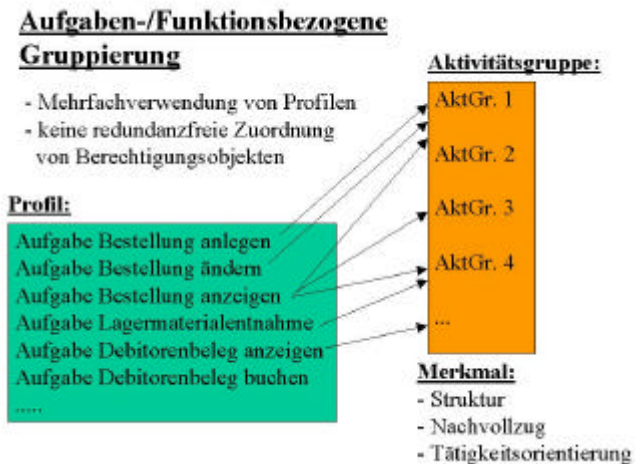 Aufgaben-/Funktionsbezogene
Gruppierung
- Mehrfachverwendung von Profilen
- keine redundanzfreie Zuordnung
von Berechtigungsobjekten
Profil:
Aufgabe Bestellung anlegen
Aufgabe Bestellung ändern
Aufgabe Bestellung anzeigen
Aufgabe Lagermaterialentnahme
Aufgabe Debitorenbeleg anzeigen
Aufgabe Debitorenbeleg buchen
.....
Aktivitätsgruppe:
AktGr. 1
AktGr. 2
AktGr. 3
AktGr. 4
...
Merkmal:
- Struktur
- Nachvollzug
- Tätigkeitsorientierung